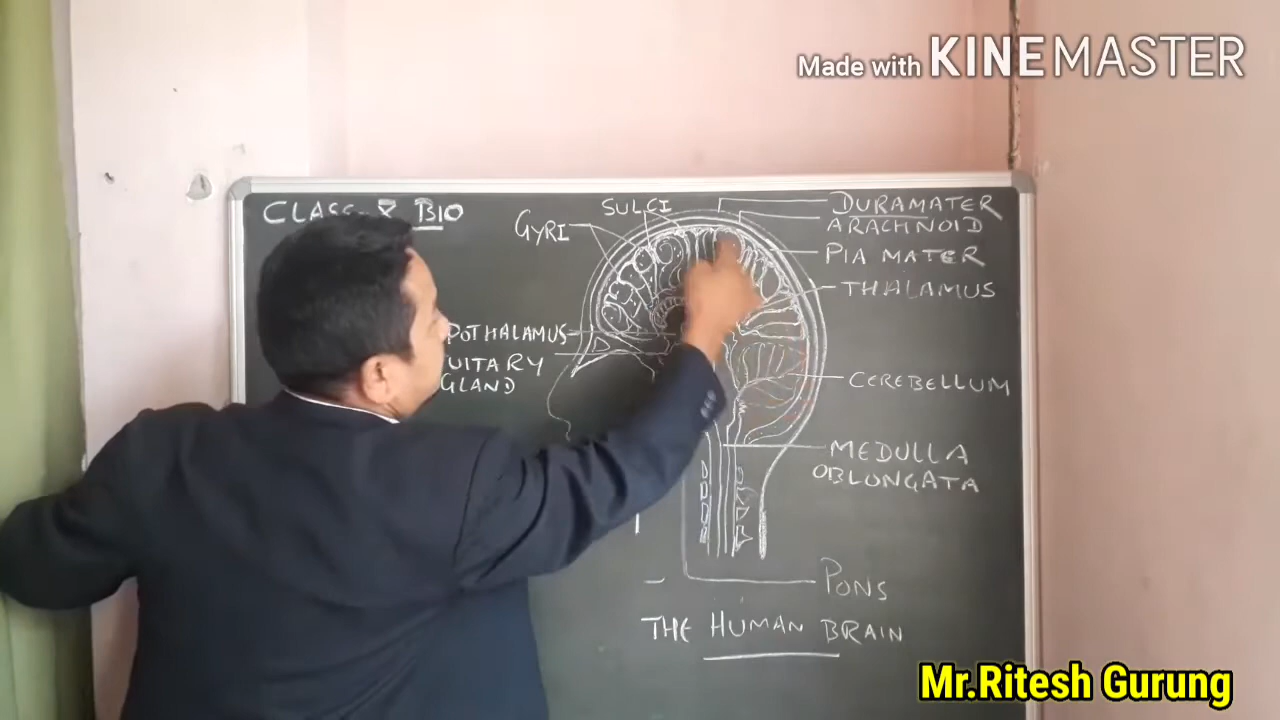 Made with KINEMASTER
CLASS X BIO
SULCI
GYRI
DURAMATER
ARACHNOID
PIA MATER
THALAMUS
POTHALAMUS
UITARY
GLAND
CEREBELLUM
MEDULLA
OBLONGATA
PONS
THE HUMAN BRAIN
Mr.Ritesh Gurung